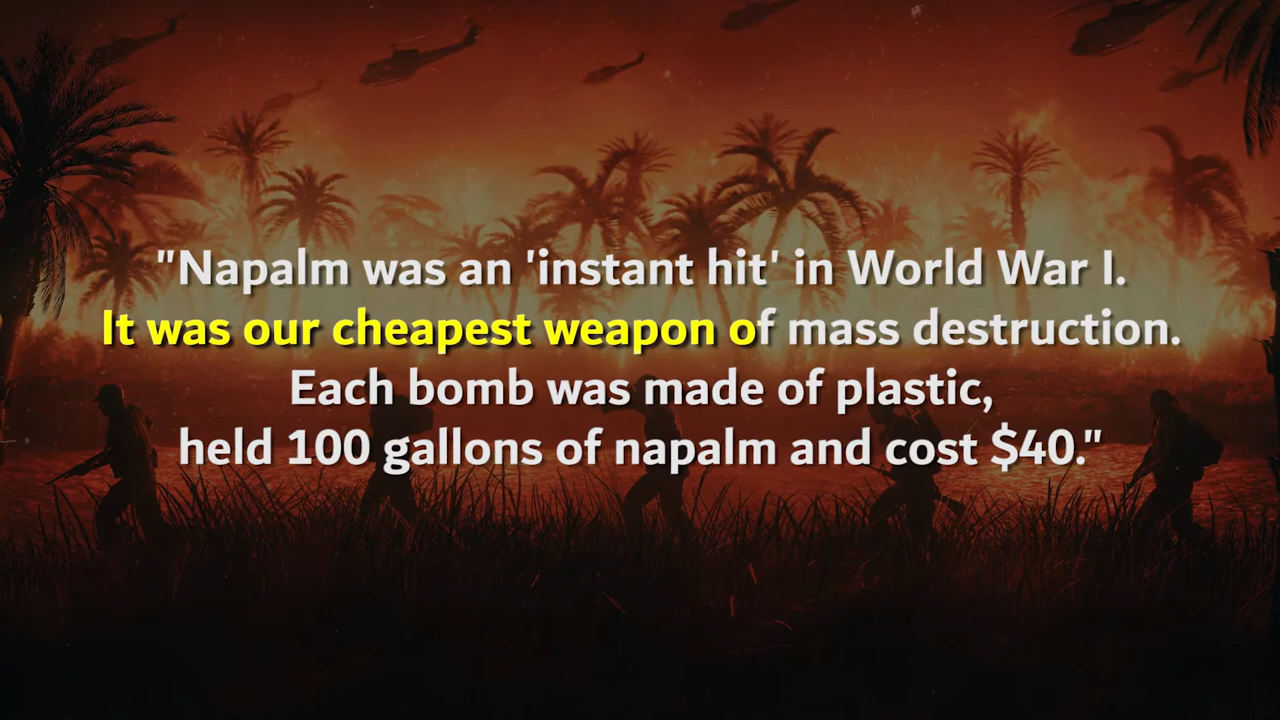 "Napalm was an 'instant hit' in World War I.
It was our cheapest weapon of mass destruction.
Each bomb was made of plastic,
held 100 gallons of napalm and cost $40."